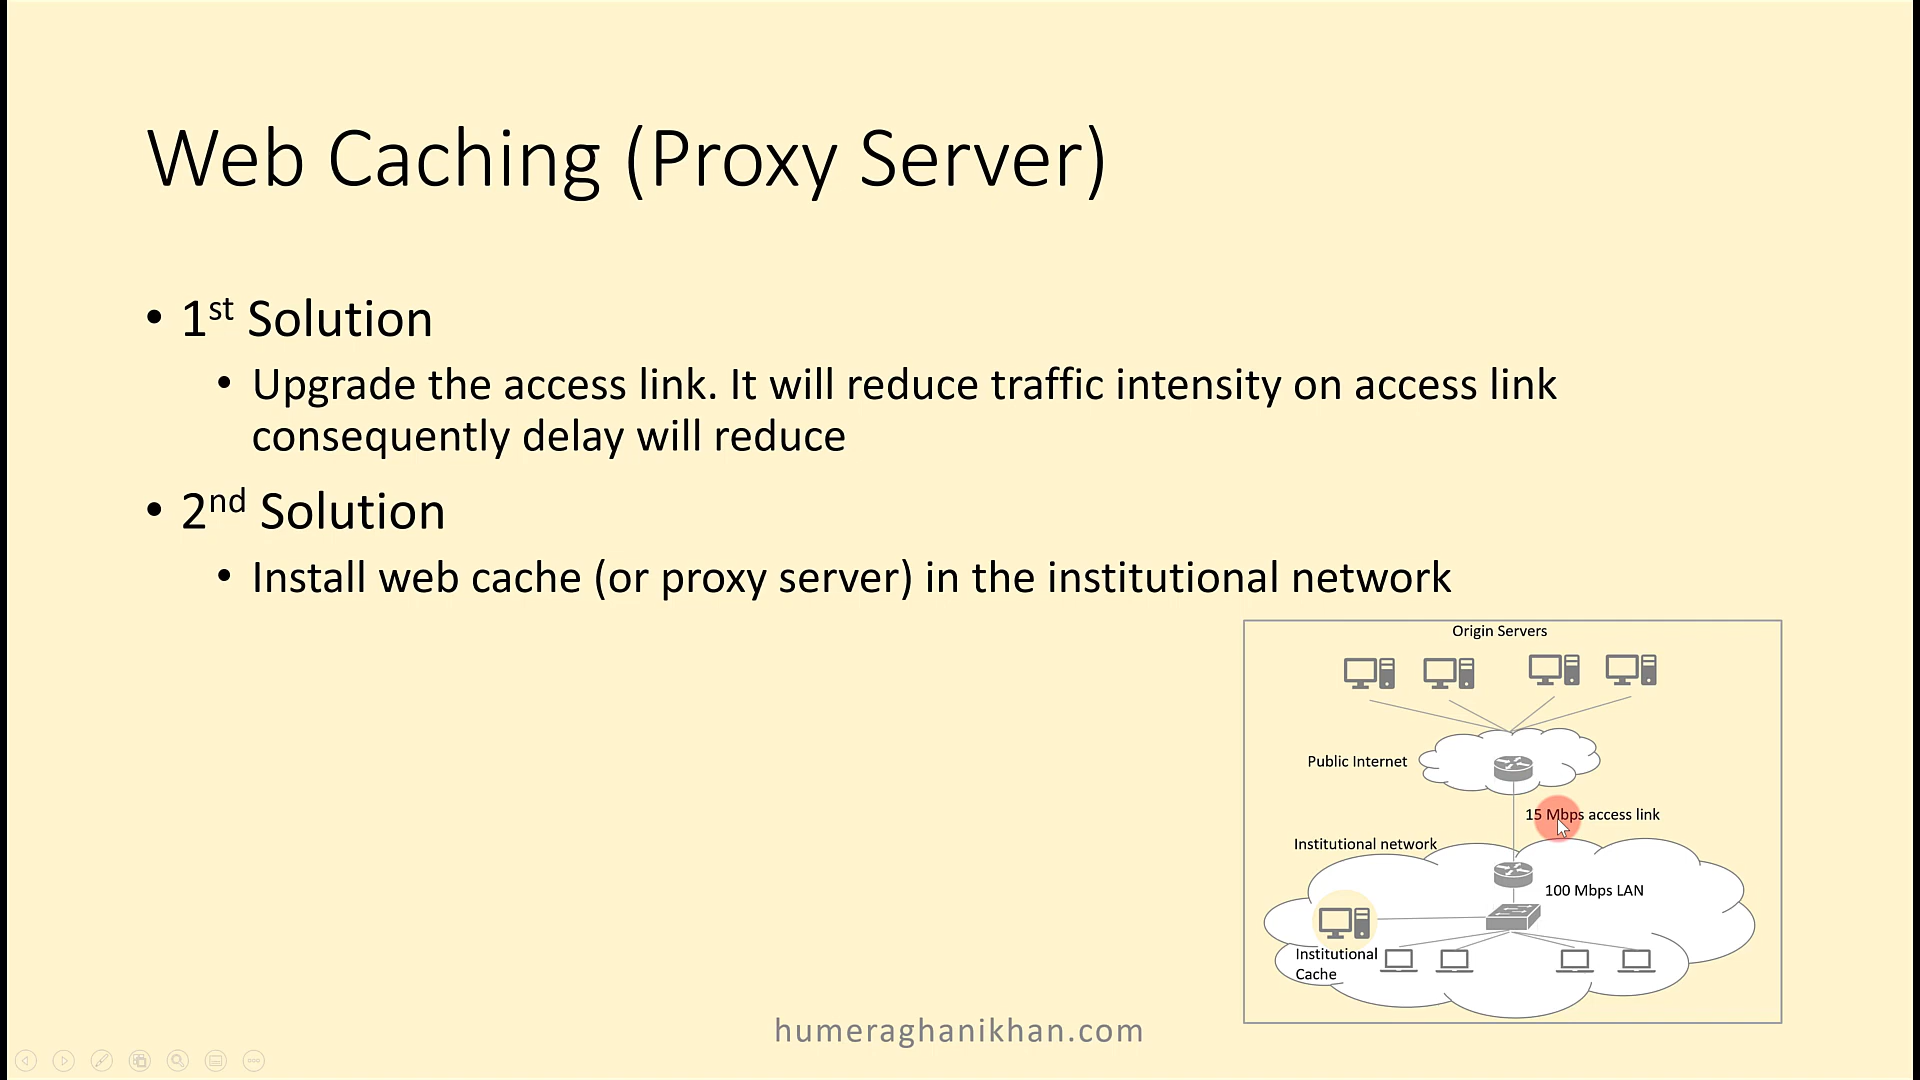 Web Caching (Proxy Server)
• 1st Solution
• Upgrade the access link. It will reduce traffic intensity on access link
consequently delay will reduce
• 2nd Solution
• Install web cache (or proxy server) in the institutional network
Origin Servers
Public Internet
15 Mbps access link
Institutional network
100 Mbps LAN
Institutional
Cache
humeraghanikhan.com